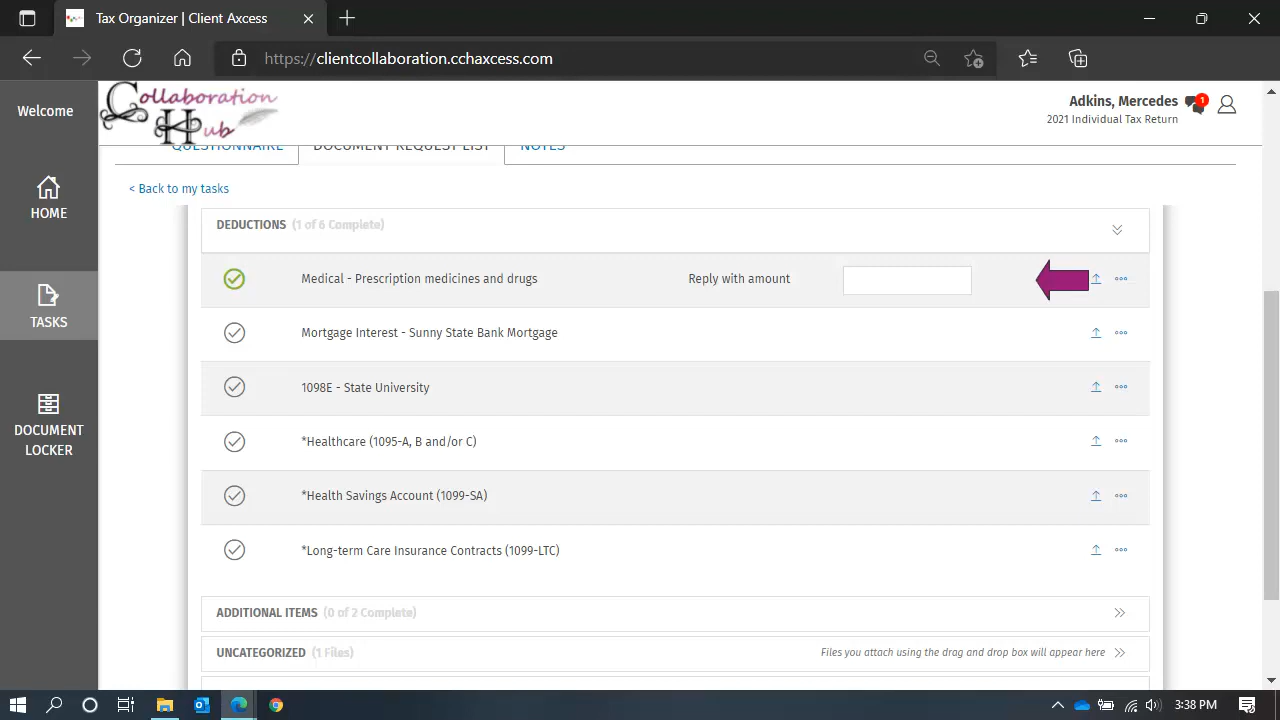 Tax Organizer | Client Axcess
https://clientcollaboration.cchaxcess.com
Welcome
Collaboration
Hub
Adkins, Mercedes
1
2021 Individual Tax Return
QUESTIONNAIRE
DOCUMENT REQUEST LIST
NOTES
< Back to my tasks
HOME
TASKS
DOCUMENT
LOCKER
DEDUCTIONS (1 of 6 Complete)
Medical - Prescription medicines and drugs
Reply with amount
Mortgage Interest - Sunny State Bank Mortgage
1098E - State University
*Healthcare (1095-A, B and/or C)
*Health Savings Account (1099-SA)
*Long-term Care Insurance Contracts (1099-LTC)
ADDITIONAL ITEMS (0 of 2 Complete)
UNCATEGORIZED (1 Files)
Files you attach using the drag and drop box will appear here
3:38 PM